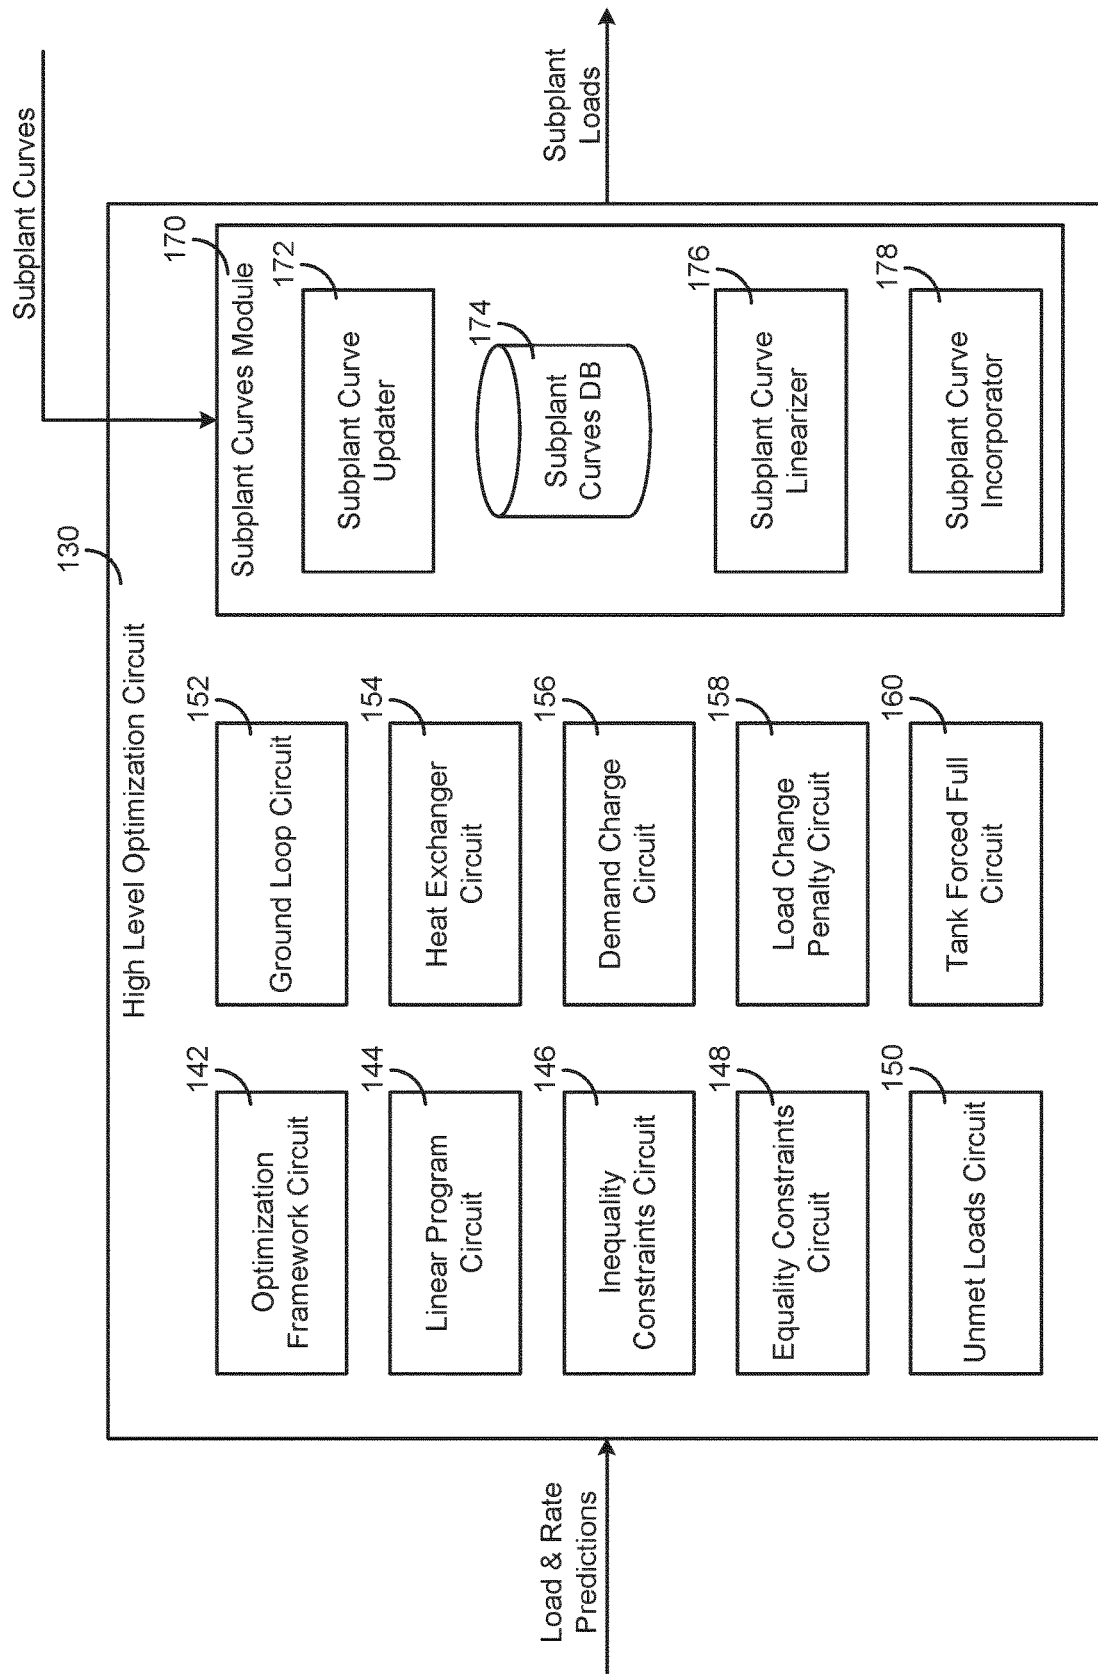 Subplant Curves
130
High Level Optimization Circuit
170
Subplant Curves Module
142
Optimization
Framework Circuit
144
Linear Program
Circuit
146
Inequality
Constraints Circuit
148
Equality Constraints
Circuit
150
Unmet Loads Circuit
152
Ground Loop Circuit
154
Heat Exchanger
Circuit
156
Demand Charge
Circuit
158
Load Change
Penalty Circuit
160
Tank Forced Full
Circuit
172
Subplant Curve
Updater
174
Subplant
Curves DB
176
Subplant Curve
Linearizer
178
Subplant Curve
Incorporator
Load & Rate
Predictions
Subplant
Loads